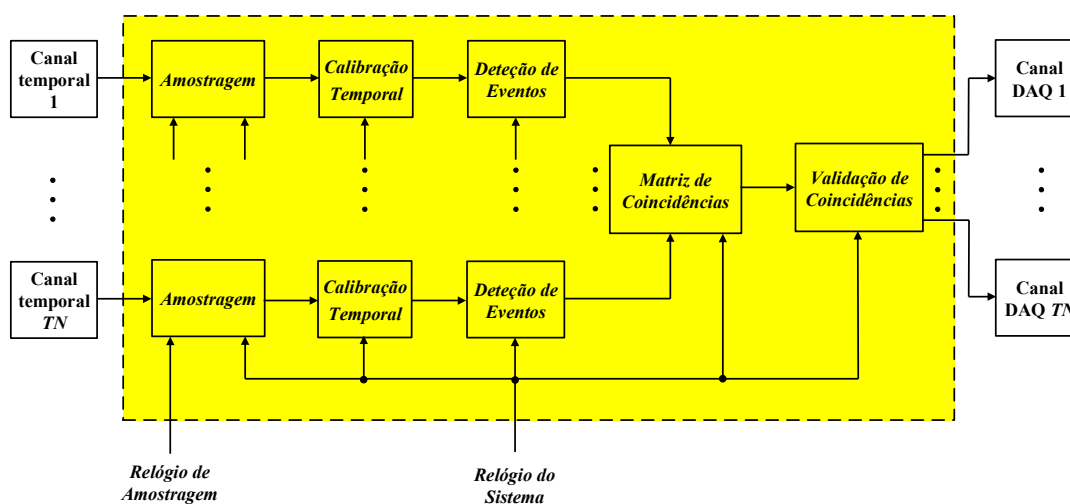 Canal
temporal
1
Amostragem
Calibração
Temporal
Deteção de
Eventos
Canal
DAQ 1
Matriz de
Coincidências
Validação de
Coincidências
Canal
temporal
TN
Amostragem
Calibração
Temporal
Deteção de
Eventos
Canal
DAQ TN
Relógio de
Amostragem
Relógio do
Sistema